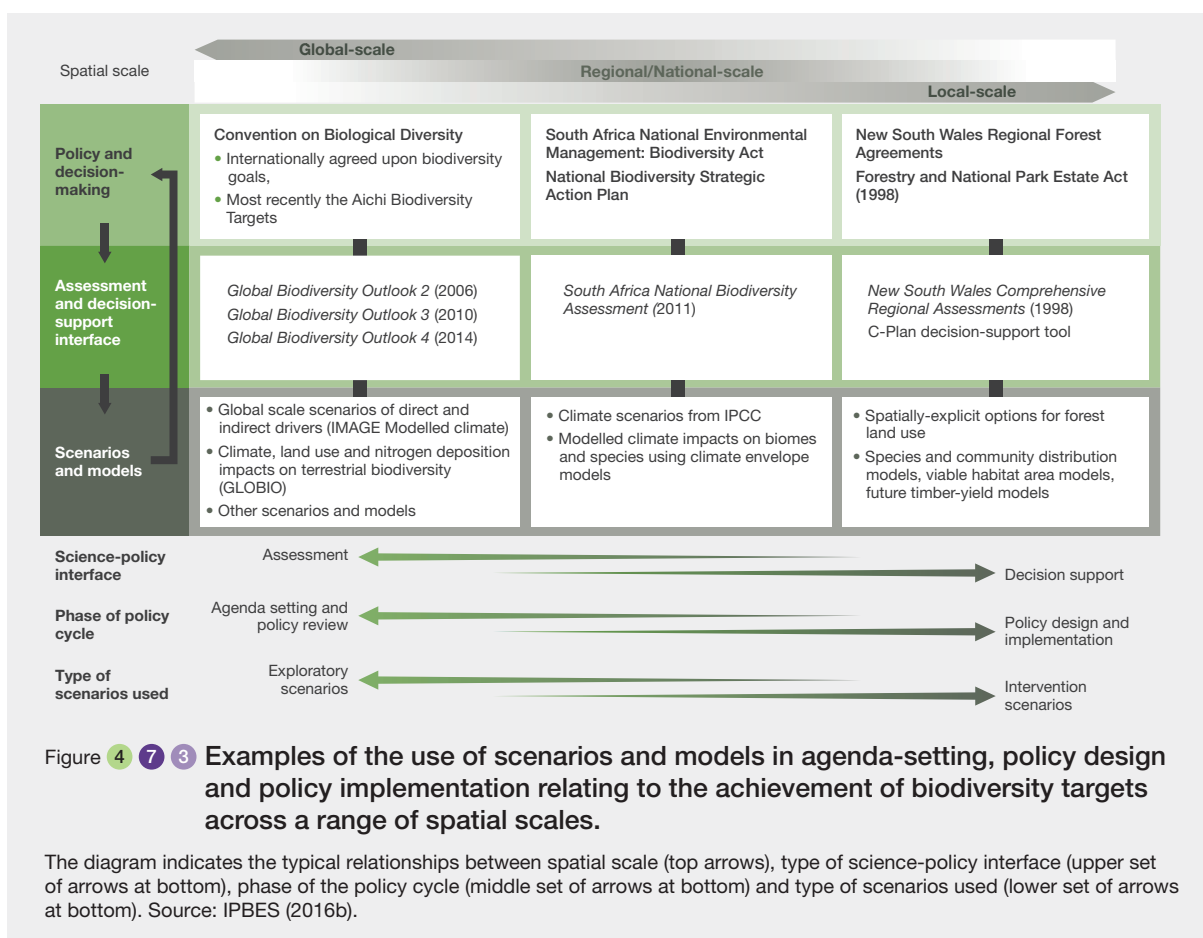 Global-scale
Spatial scale
Regional/National-scale
Local-scale
Policy and
decision-
making
Convention on Biological Diversity
• Internationally agreed upon biodiversity
goals,
• Most recently the Aichi Biodiversity
Targets
South Africa National Environmental
Management: Biodiversity Act
National Biodiversity Strategic
Action Plan
New South Wales Regional Forest
Agreements
Forestry and National Park Estate Act
(1998)
Assessment
and decision-
support
interface
Global Biodiversity Outlook 2 (2006)
Global Biodiversity Outlook 3 (2010)
Global Biodiversity Outlook 4 (2014)
South Africa National Biodiversity
Assessment (2011)
New South Wales Comprehensive
Regional Assessments (1998)
C-Plan decision-support tool
Scenarios
and models
• Global scale scenarios of direct and
indirect drivers (IMAGE Modelled climate)
• Climate, land use and nitrogen deposition
impacts on terrestrial biodiversity
(GLOBIO)
• Other scenarios and models
• Climate scenarios from IPCC
• Modelled climate impacts on biomes
and species using climate envelope
models
• Spatially-explicit options for forest
land use
• Species and community distribution
models, viable habitat area models,
future timber-yield models
Science-policy
interface
Assessment
Decision support
Phase of policy
cycle
Agenda setting and
policy review
Policy design and
implementation
Type of
scenarios used
Exploratory
scenarios
Intervention
scenarios
Figure 4 7 3 Examples of the use of scenarios and models in agenda-setting, policy design
and policy implementation relating to the achievement of biodiversity targets
across a range of spatial scales.
The diagram indicates the typical relationships between spatial scale (top arrows), type of science-policy interface (upper set
of arrows at bottom), phase of the policy cycle (middle set of arrows at bottom) and type of scenarios used (lower set of arrows
at bottom). Source: IPBES (2016b).